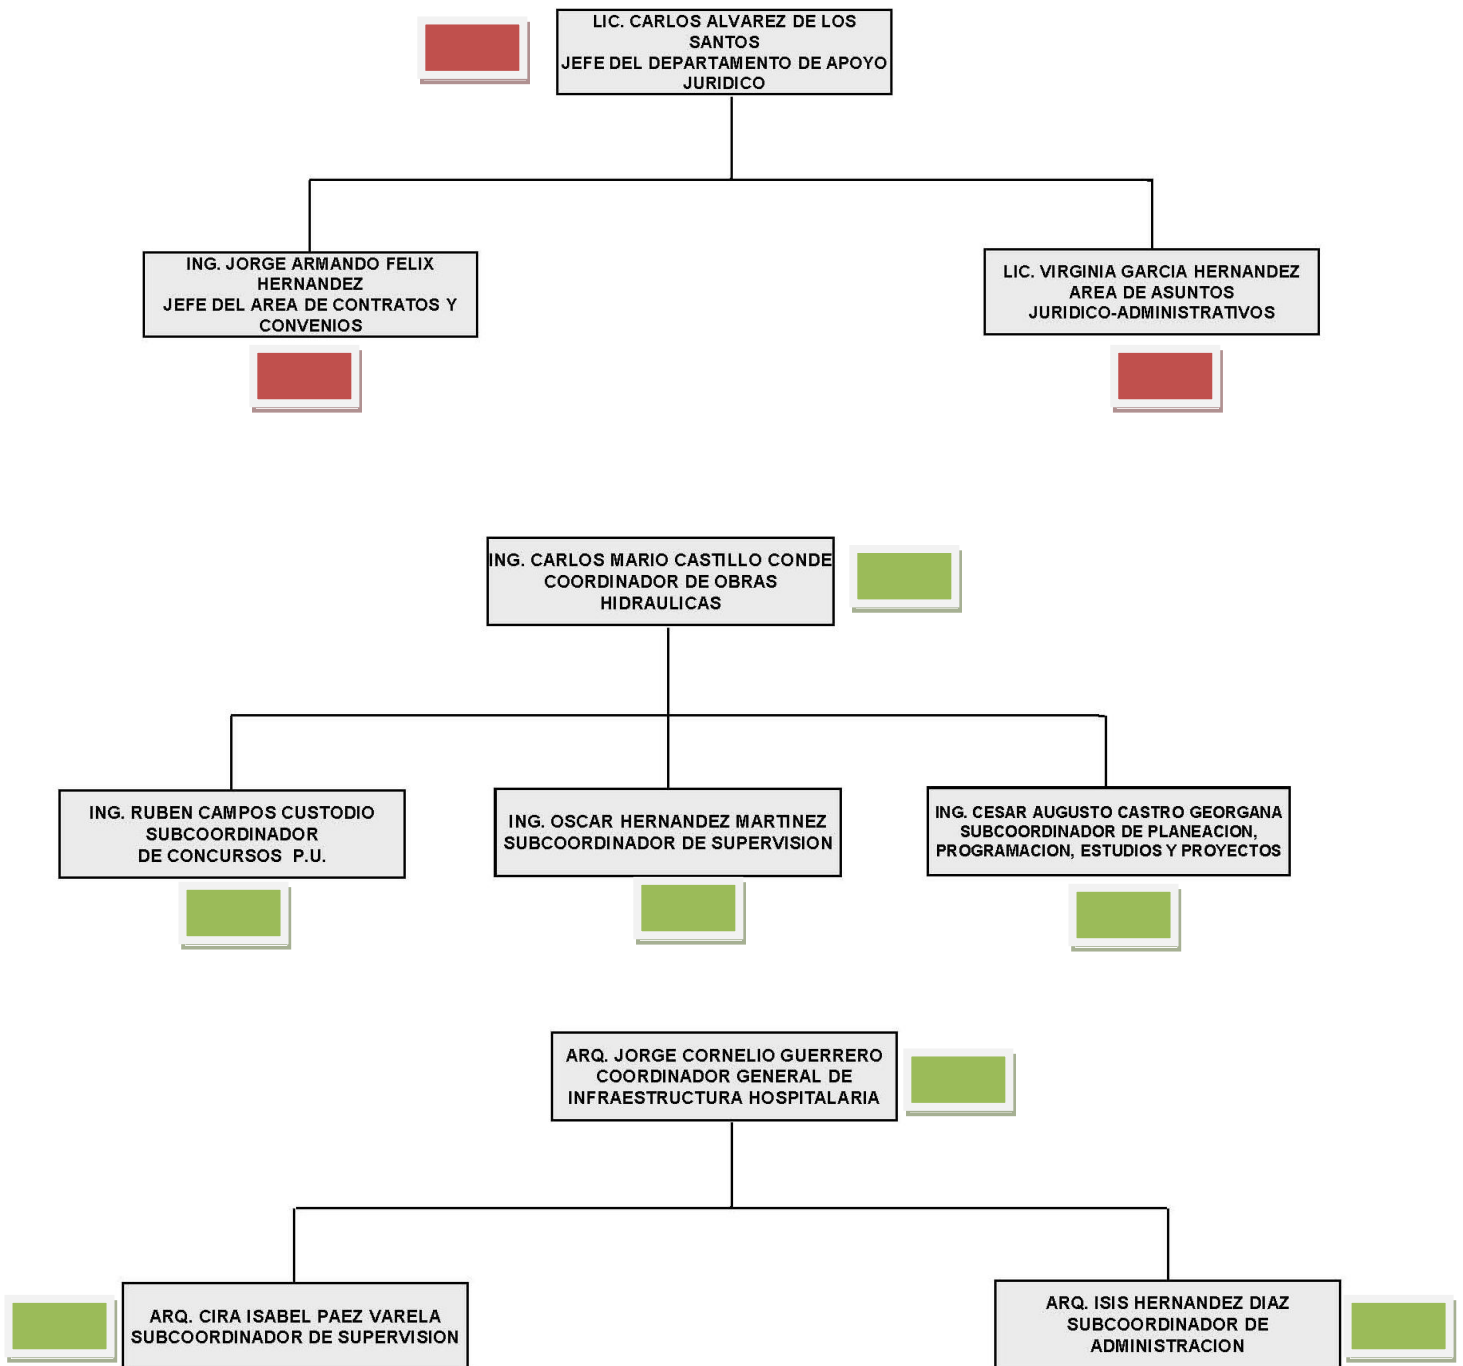 LIC. CARLOS ALVAREZ DE LOS
SANTOS
JEFE DEL DEPARTAMENTO DE APOYO
JURIDICO
ING. JORGE ARMANDO FELIX
HERNANDEZ
JEFE DEL AREA DE CONTRATOS Y
CONVENIOS
LIC. VIRGINIA GARCIA HERNANDEZ
AREA DE ASUNTOS
JURIDICO-ADMINISTRATIVOS
ING. CARLOS MARIO CASTILLO CONDE
COORDINADOR DE OBRAS
HIDRAULICAS
ING. RUBEN CAMPOS CUSTODIO
SUBCOORDINADOR
DE CONCURSOS P.U.
ING. OSCAR HERNANDEZ MARTINEZ
SUBCOORDINADOR DE SUPERVISION
ING. CESAR AUGUSTO CASTRO GEORGANA
SUBCOORDINADOR DE PLANEACION,
PROGRAMACION, ESTUDIOS Y PROYECTOS
ARQ. JORGE CORNELIO GUERRERO
COORDINADOR GENERAL DE
INFRAESTRUCTURA HOSPITALARIA
ARQ. CIRA ISABEL PAEZ VARELA
SUBCOORDINADOR DE SUPERVISION
ARQ. ISIS HERNANDEZ DIAZ
SUBCOORDINADOR DE
ADMINISTRACION